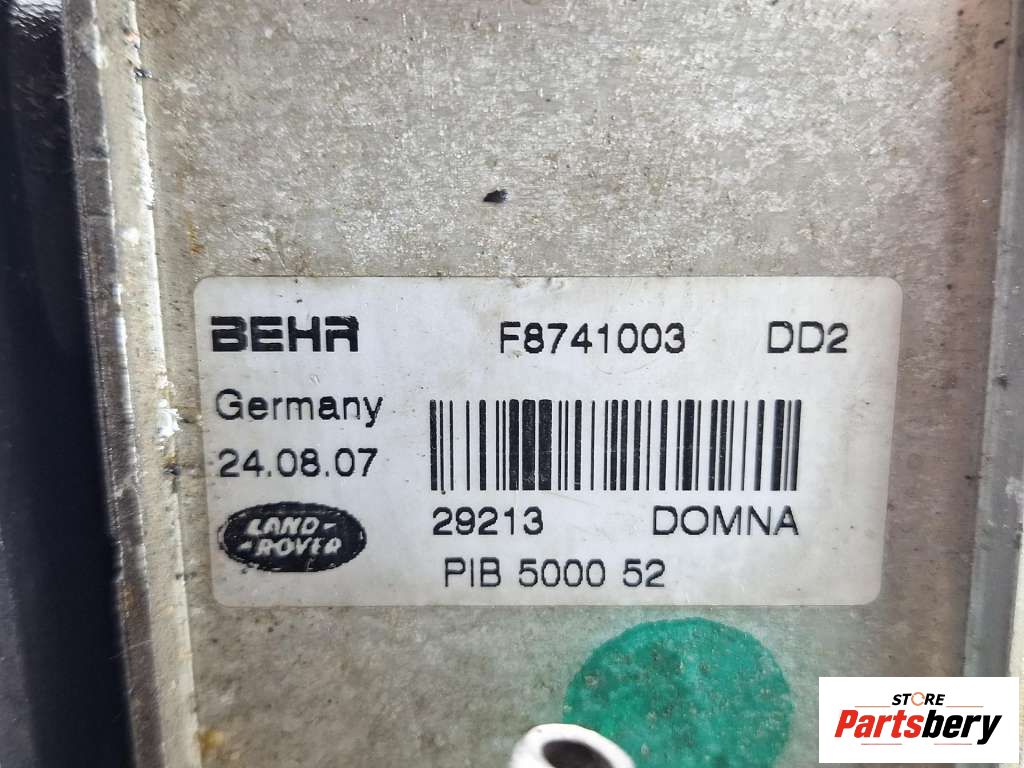 BEHR F8741003 DD2
Germany
24.08.07
LAND-
-ROVER
29213 DOMNA
PIB 5000 52
STORE
Partsbery